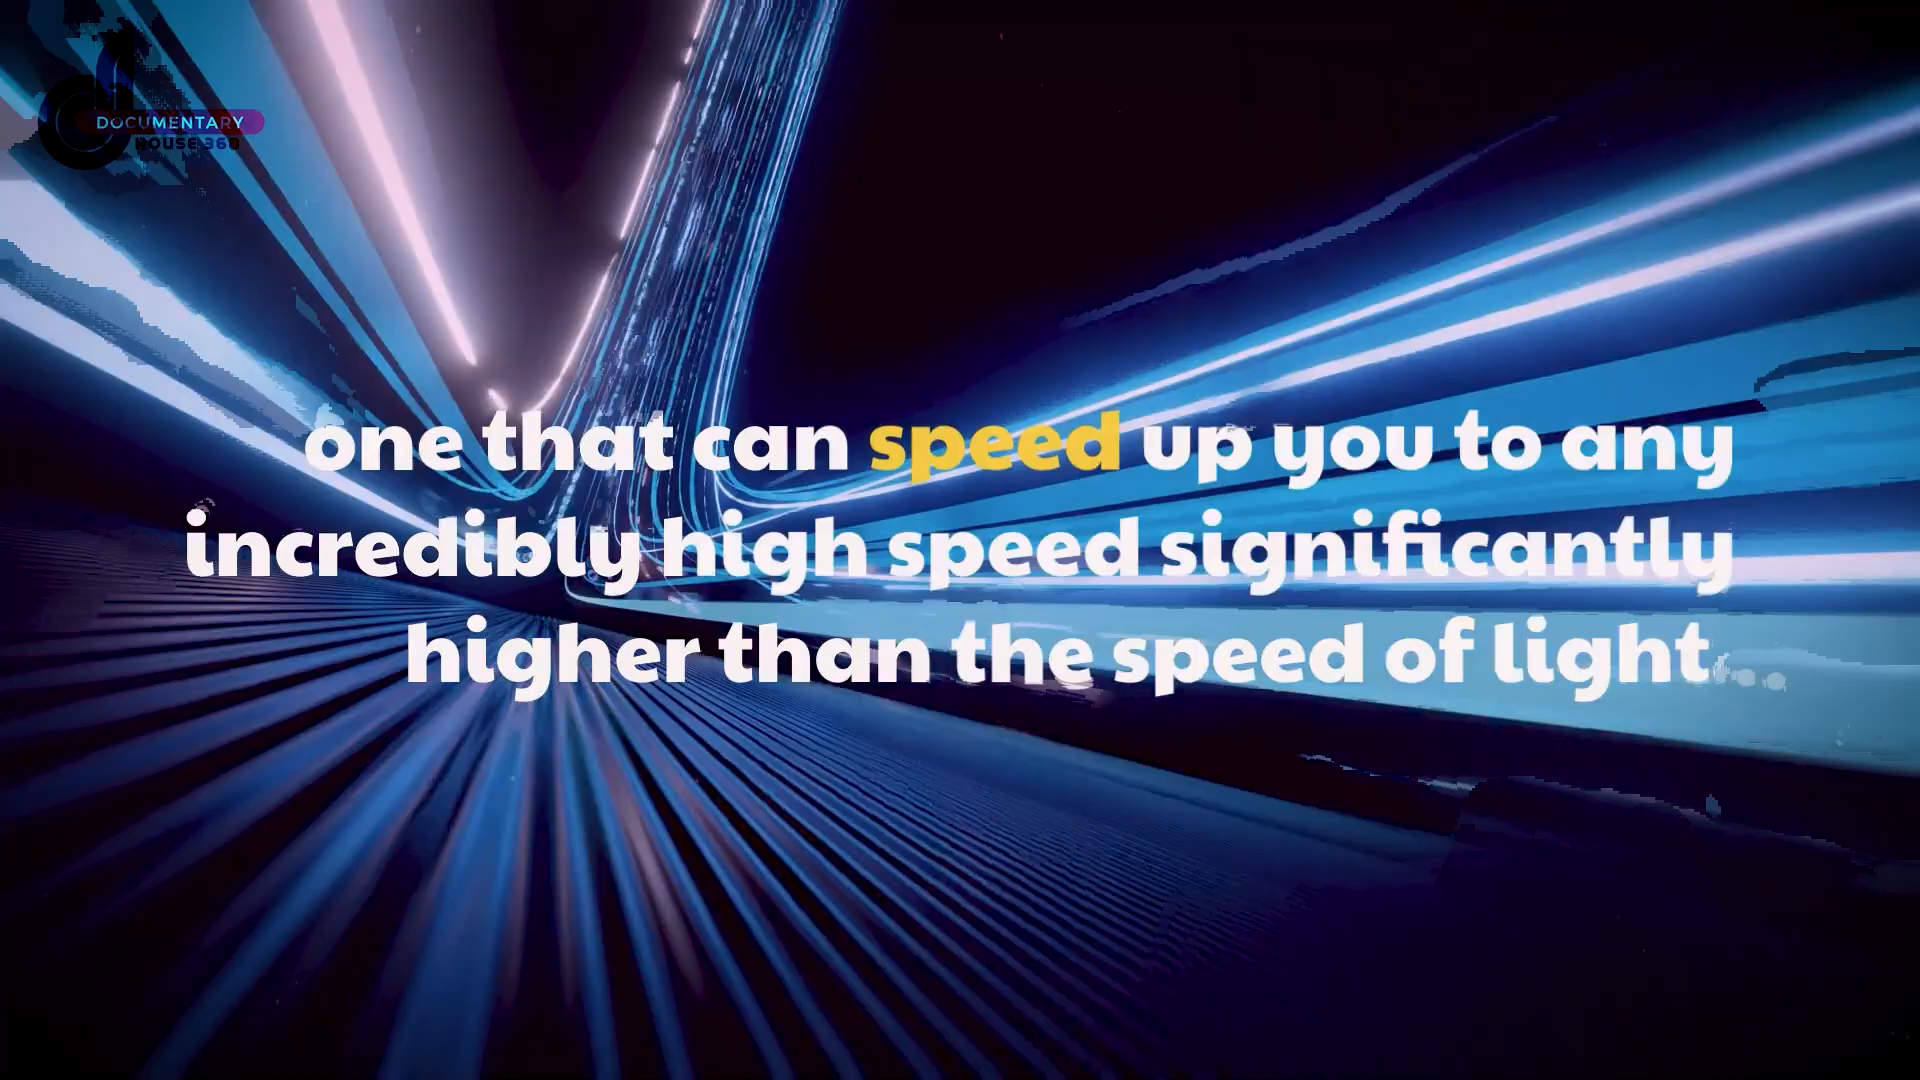 DOCUMENTARY
HOUSE 360
one that can speed up you to any
incredibly high speed significantly
higher than the speed of light